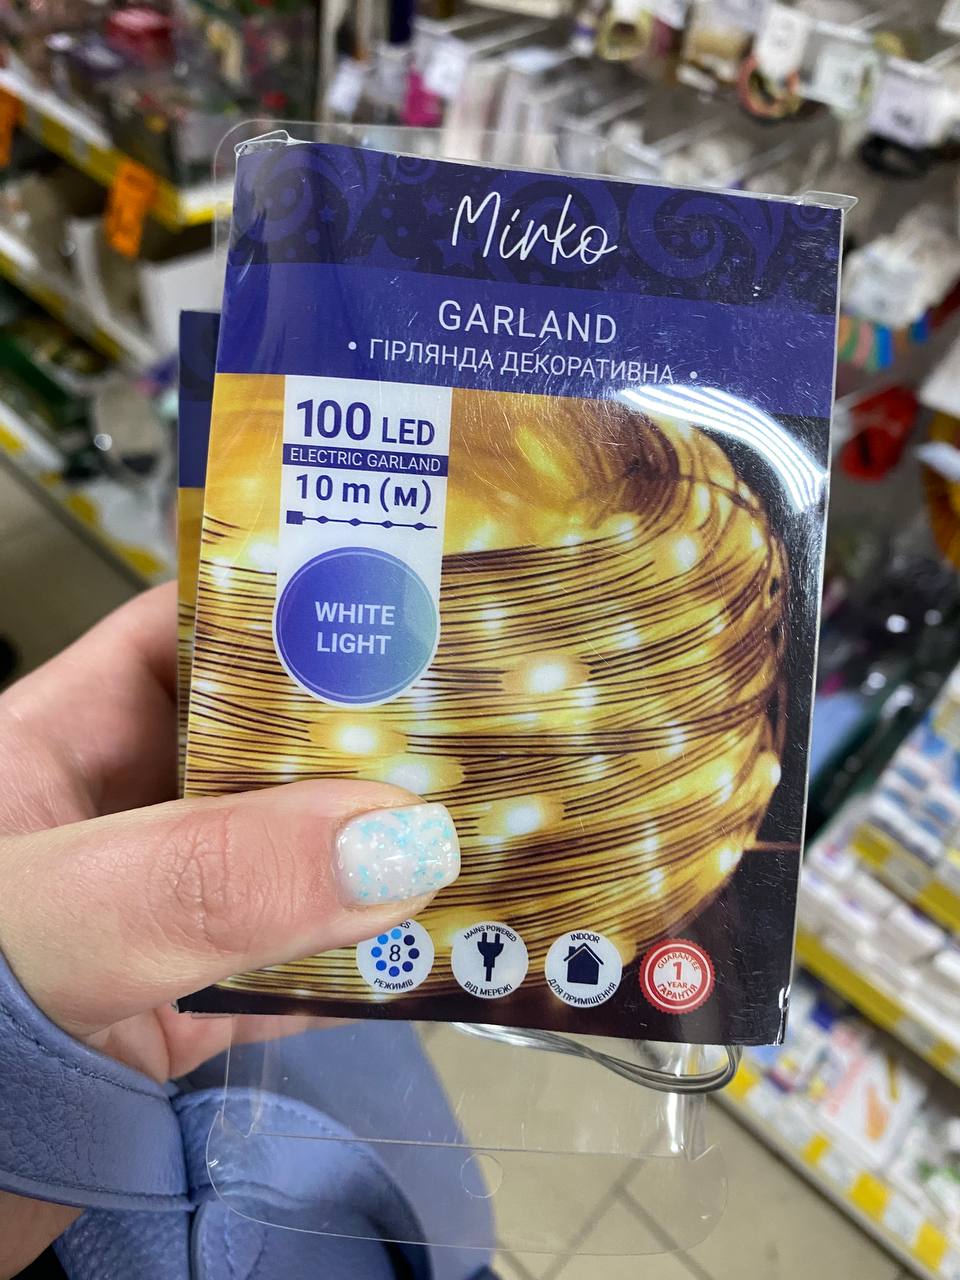 Mirko
GARLAND
• ГІРЛЯНДА ДЕКОРАТИВНА •
100 LED
ELECTRIC GARLAND
10 m (м)
WHITE
LIGHT
8
РЕЖИМІВ
MAINS POWERED
ВІД МЕРЕЖІ
INDOOR
ДЛЯ ПРИМІЩЕННЯ
GUARANTEE
1
YEAR
ГАРАНТІЯ